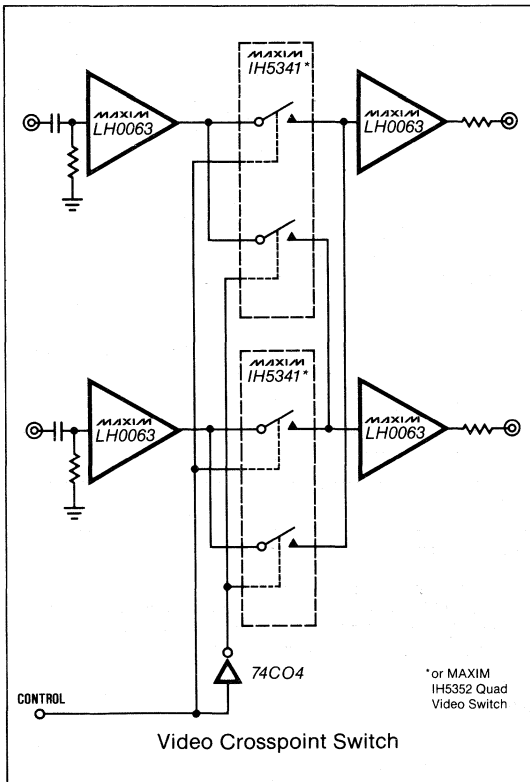 MAXIM
IH5341*
MAXIM
LH0063
MAXIM
LH0063
MAXIM
IH5341*
MAXIM
LH0063
MAXIM
LH0063
74CO4
CONTROL
*or MAXIM
IH5352 Quad
Video Switch
Video Crosspoint Switch